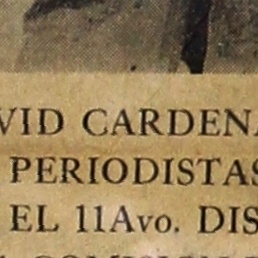 VID CARDENA
PERIODISTAS
EL 11Avo. DIS